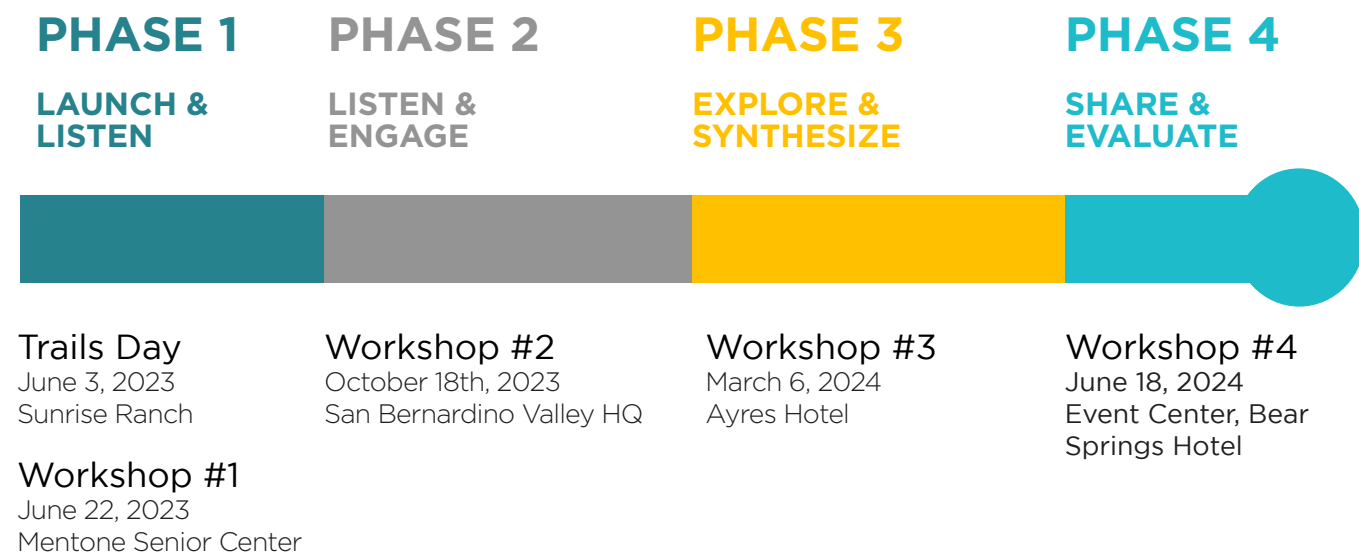 PHASE 1
LAUNCH &
LISTEN
PHASE 2
LISTEN &
ENGAGE
PHASE 3
EXPLORE &
SYNTHESIZE
PHASE 4
SHARE &
EVALUATE
Trails Day
June 3, 2023
Sunrise Ranch
Workshop #1
June 22, 2023
Mentone Senior Center
Workshop #2
October 18th, 2023
San Bernardino Valley HQ
Workshop #3
March 6, 2024
Ayres Hotel
Workshop #4
June 18, 2024
Event Center, Bear
Springs Hotel